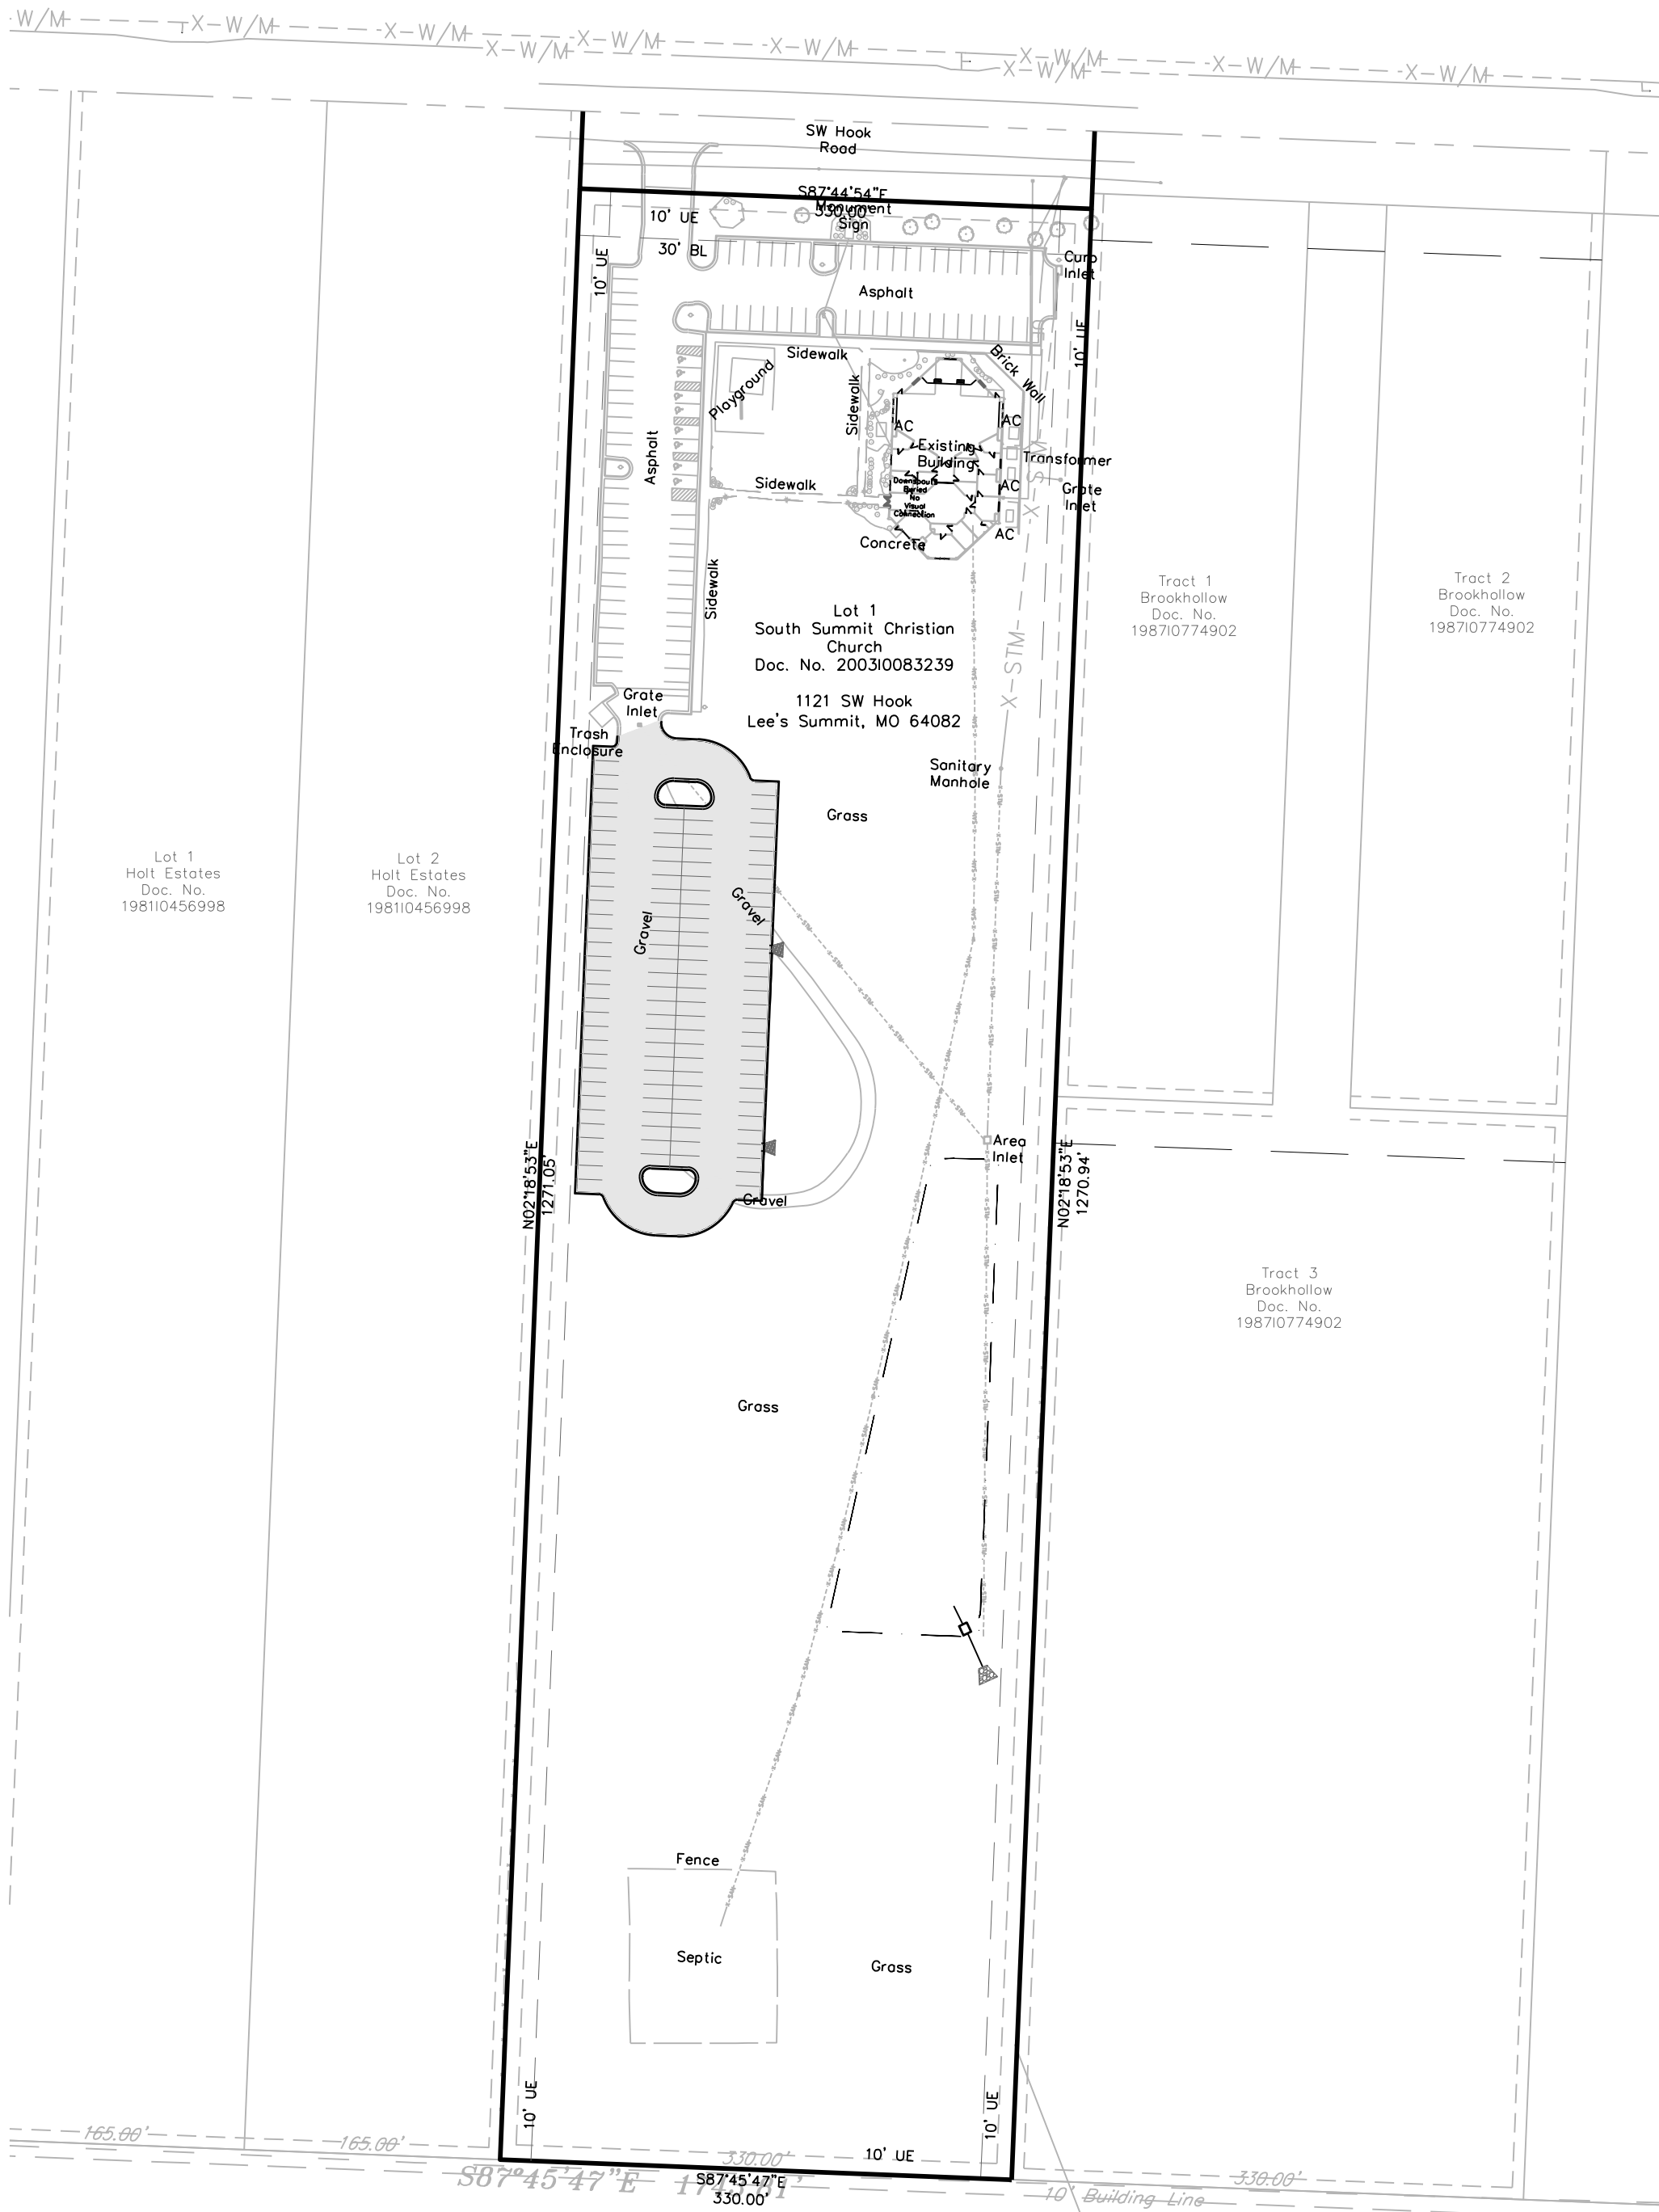 X-W/M
X-W/M
X-W/M
X-W/M
X-W/M
X-W/M
X-W/M
X-W/M
X-W/M
X-W/M
SW Hook
Road
S87°44'54"E
330.00'
Monument
Sign
10' UE
30' BL
10' UE
Curb
Inlet
10' UE
Asphalt
Sidewalk
Brick Wall
Playground
Sidewalk
AC
AC
Asphalt
Existing
Building
Transformer
Downspouts
Buried
No
Visual
Connection
AC
Grate
Inlet
Sidewalk
AC
Concrete
Sidewalk
Lot 1
South Summit Christian
Church
Doc. No. 2003I0083239
1121 SW Hook
Lee's Summit, MO 64082
Tract 1
Brookhollow
Doc. No.
1987I0774902
Tract 2
Brookhollow
Doc. No.
1987I0774902
X-STM
Grate
Inlet
Trash
Enclosure
Sanitary
Manhole
Grass
Lot 1
Holt Estates
Doc. No.
1981I0456998
Lot 2
Holt Estates
Doc. No.
1981I0456998
Gravel
Gravel
Area
Inlet
N02°18'53"E
1271.05'
N02°18'53"E
1270.94'
Gravel
Tract 3
Brookhollow
Doc. No.
1987I0774902
Grass
Fence
Septic
Grass
10' UE
10' UE
10' UE
165.00'
165.00'
330.00'
330.00'
S87°45'47"E
S87°45'47"E
330.00'
10' Building Line